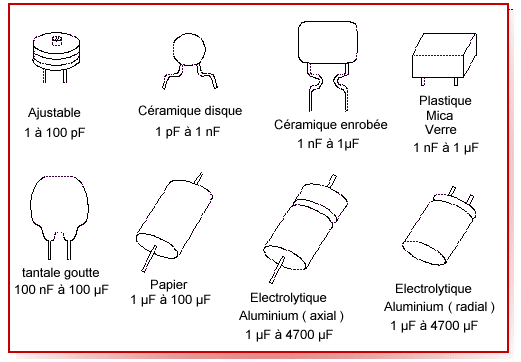 Ajustable
1 à 100 pF
Céramique disque
1 pF à 1 nF
Céramique enrobée
1 nF à 1µF
Plastique
Mica
Verre
1 nF à 1 µF
tantale goutte
100 nF à 100 µF
Papier
1 µF à 100 µF
Electrolytique
Aluminium ( axial )
1 µF à 4700 µF
Electrolytique
Aluminium ( radial )
1 µF à 4700 µF